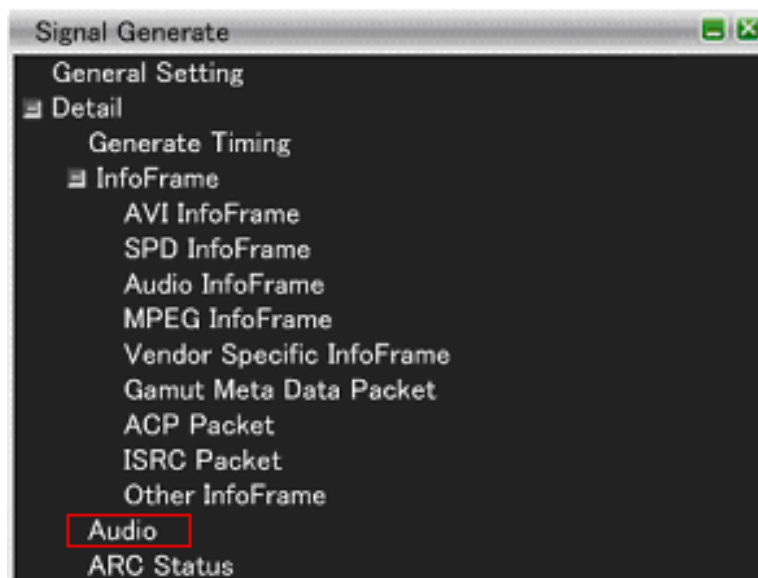 Signal Generate
General Setting
Detail
Generate Timing
InfoFrame
AVI InfoFrame
SPD InfoFrame
Audio InfoFrame
MPEG InfoFrame
Vendor Specific InfoFrame
Gamut Meta Data Packet
ACP Packet
ISRC Packet
Other InfoFrame
Audio
ARC Status